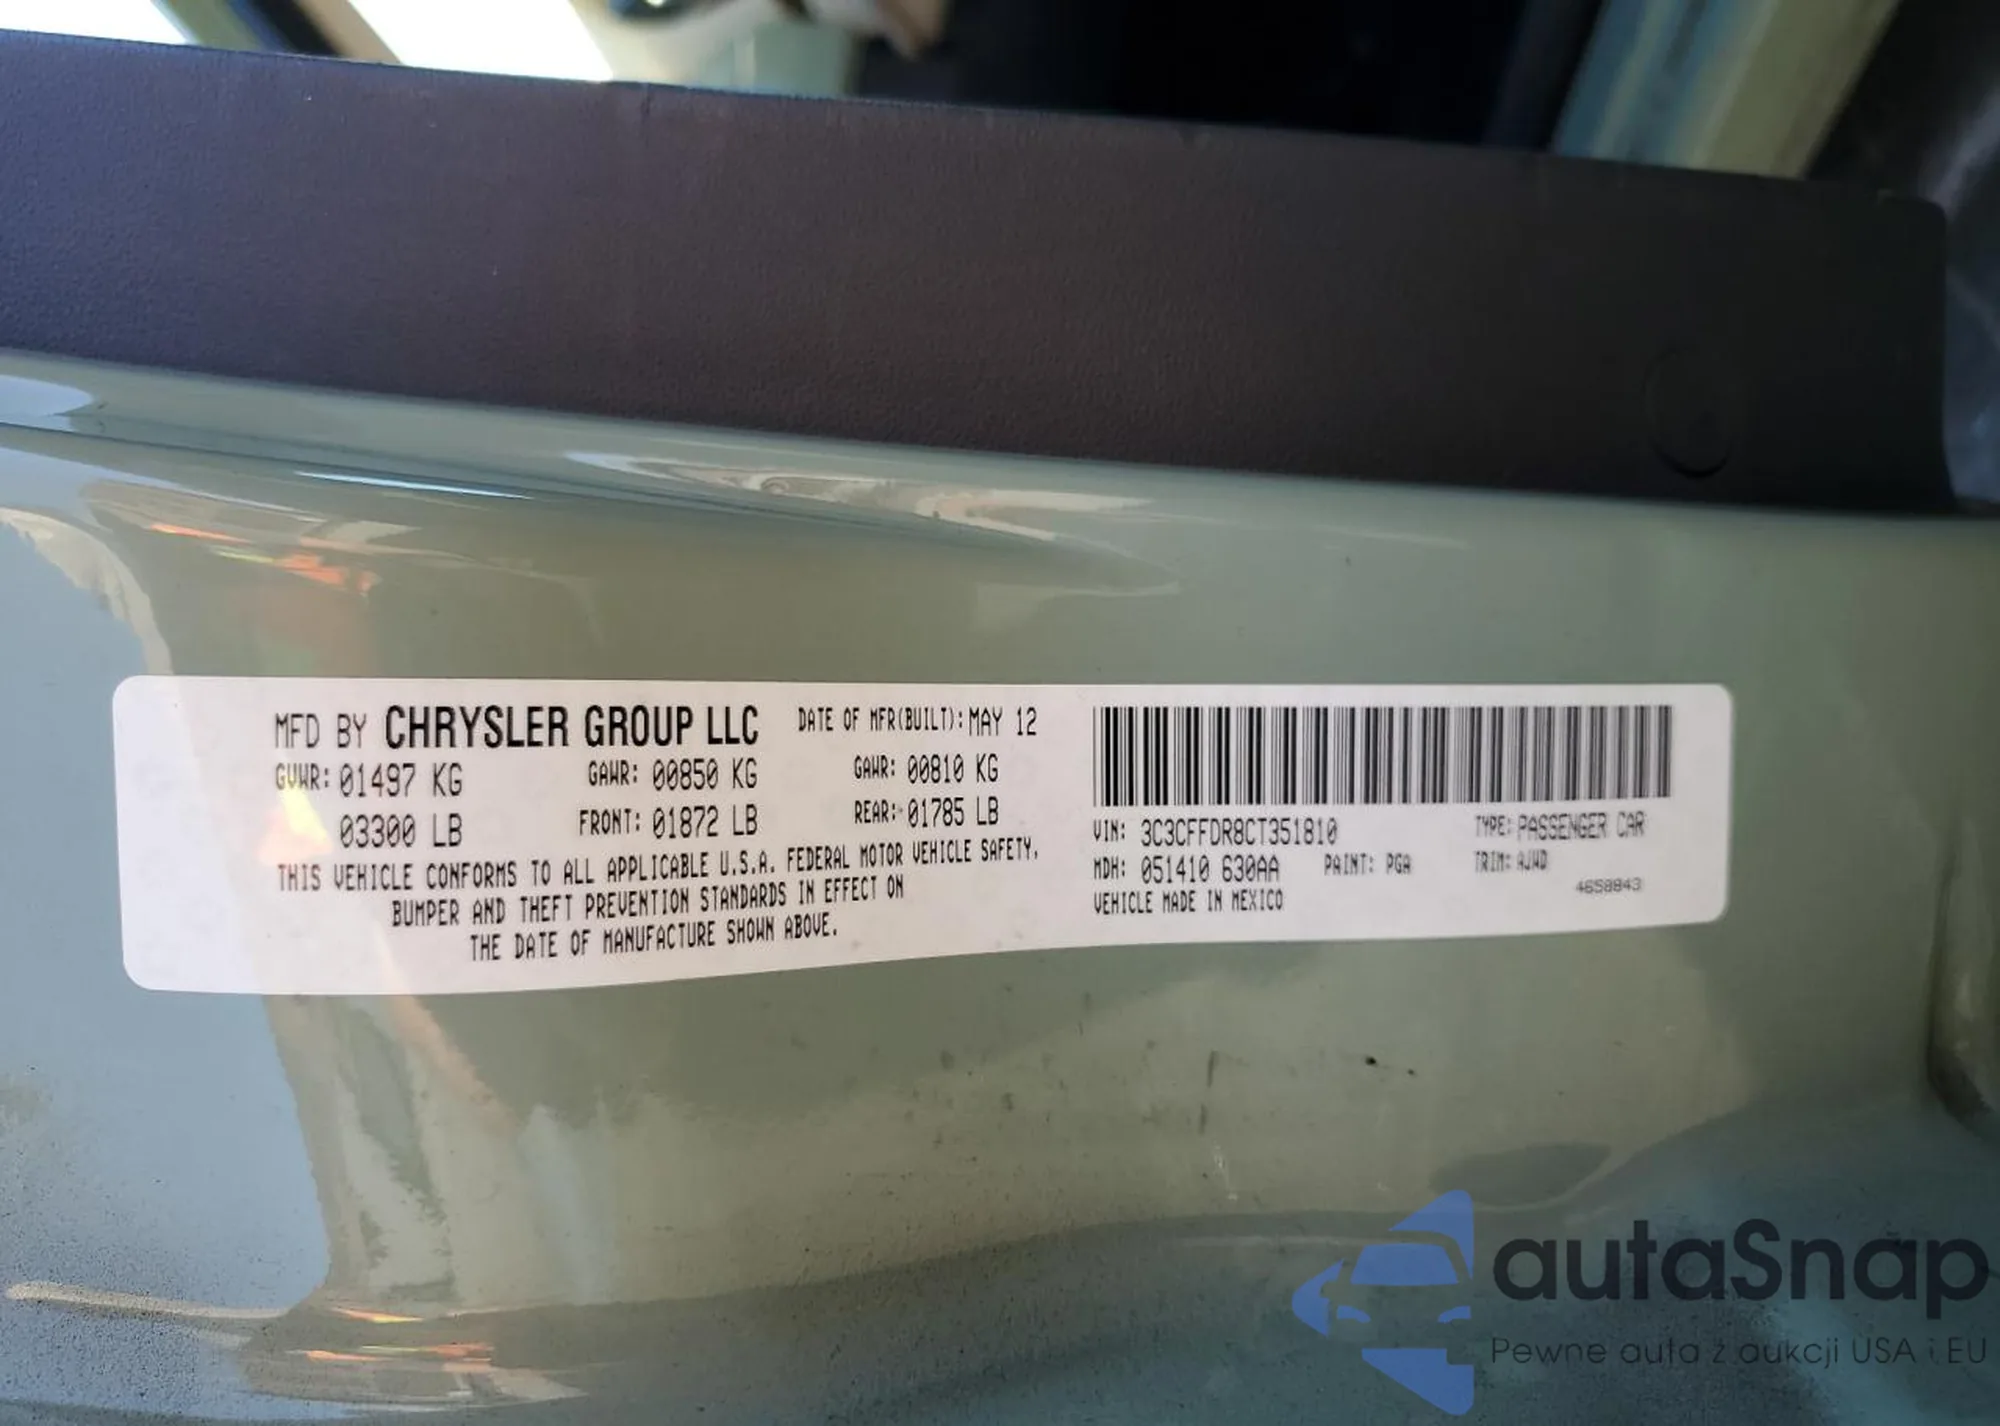 MFD BY CHRYSLER GROUP LLC DATE OF MFR(BUILT): MAY 12
GVWR: 01497 KG GAWR: 00850 KG GAWR: 00810 KG
03300 LB FRONT: 01872 LB REAR: 01785 LB
THIS VEHICLE CONFORMS TO ALL APPLICABLE U.S.A. FEDERAL MOTOR VEHICLE SAFETY,
BUMPER AND THEFT PREVENTION STANDARDS IN EFFECT ON
THE DATE OF MANUFACTURE SHOWN ABOVE.
VIN: 3C3CFFDR8CT351810 TYPE: PASSENGER CAR
MDH: 051410 630AA PAINT: PGA TRIM: AJWD
VEHICLE MADE IN MEXICO 4658843
autaSnap
Pewne auta z aukcji USA i EU